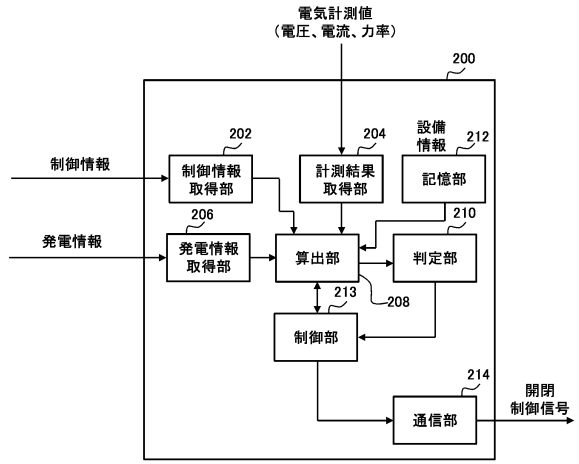 電気計測値
(電圧、電流、力率)
200
202
204
設備
情報
212
制御情報
制御情報
取得部
計測結果
取得部
記憶部
206
210
発電情報
発電情報
取得部
算出部
判定部
208
213
制御部
214
通信部
開閉
制御信号